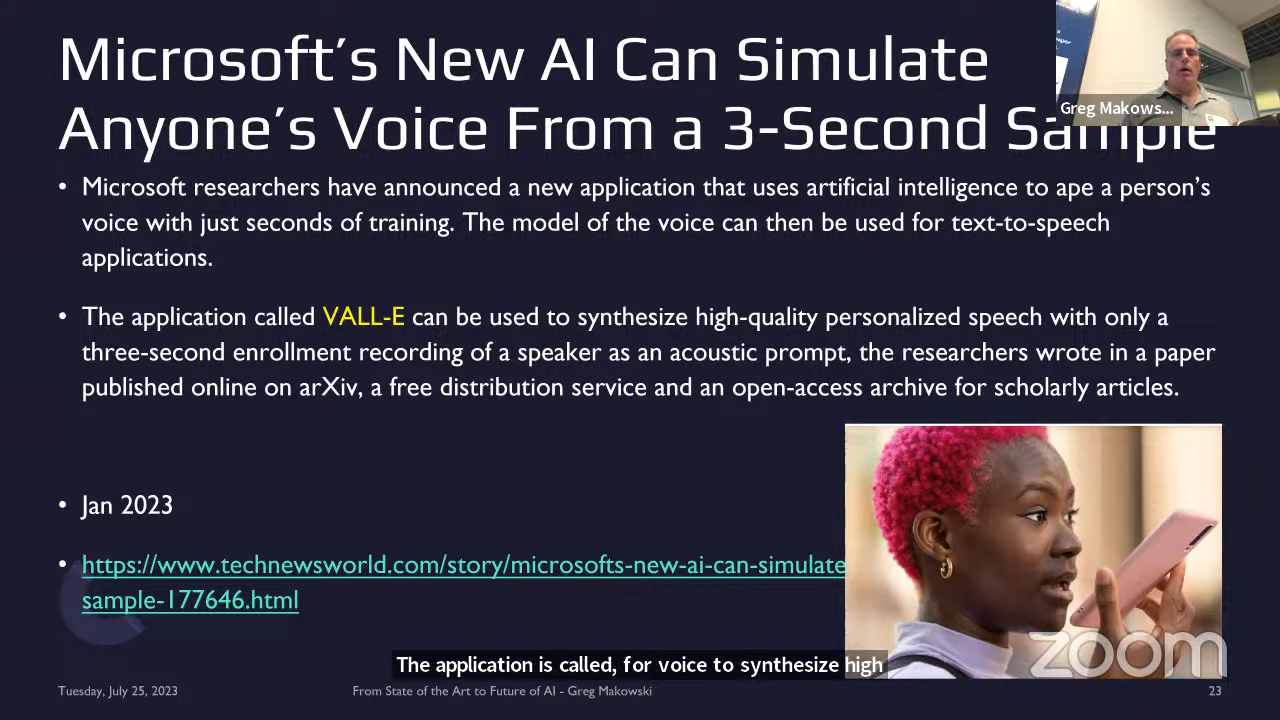 Microsoft's New AI Can Simulate
Anyone's Voice From a 3-Second Sample
Greg Makows...
• Microsoft researchers have announced a new application that uses artificial intelligence to ape a person's
voice with just seconds of training. The model of the voice can then be used for text-to-speech
applications.
• The application called VALL-E can be used to synthesize high-quality personalized speech with only a
three-second enrollment recording of a speaker as an acoustic prompt, the researchers wrote in a paper
published online on arXiv, a free distribution service and an open-access archive for scholarly articles.
• Jan 2023
• https://www.technewsworld.com/story/microsofts-new-ai-can-simulate
sample-177646.html
zoom
The application is called, for voice to synthesize high
Tuesday, July 25, 2023
From State of the Art to Future of AI - Greg Makowski
23